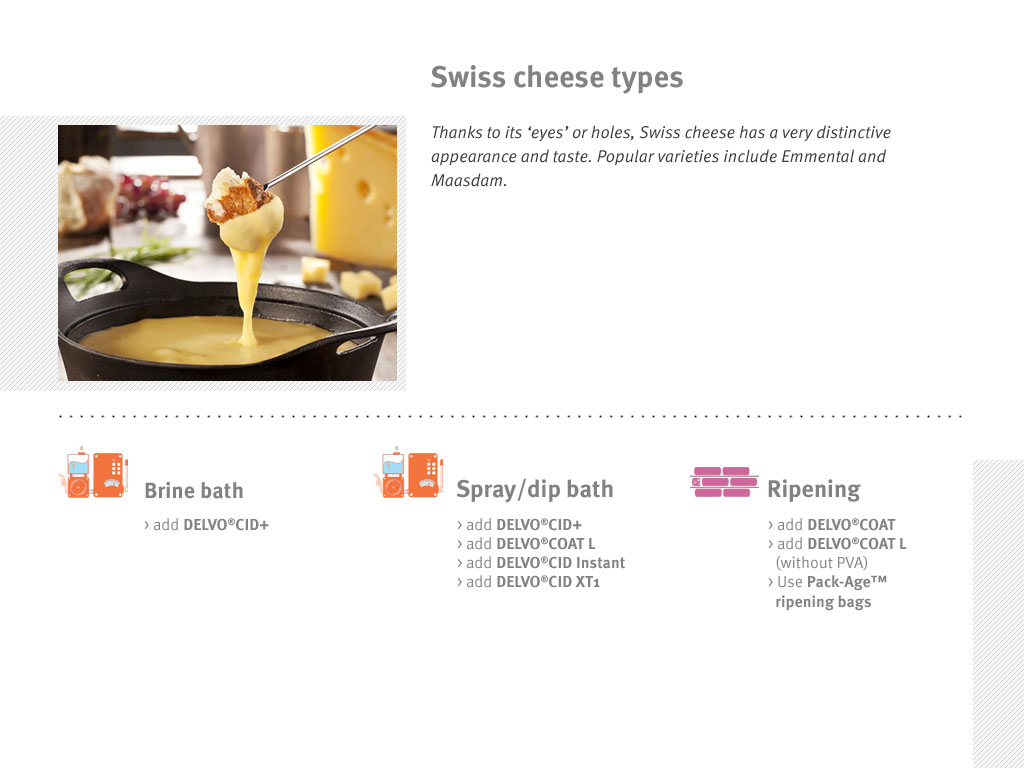 Swiss cheese types
Thanks to its ‘eyes’ or holes, Swiss cheese has a very distinctive
appearance and taste. Popular varieties include Emmental and
Maasdam.
Brine bath
› add DELVO®CID+
Spray/dip bath
› add DELVO®CID+
› add DELVO®COAT L
› add DELVO®CID Instant
› add DELVO®CID XT1
Ripening
› add DELVO®COAT
› add DELVO®COAT L
(without PVA)
› Use Pack-Age™
ripening bags